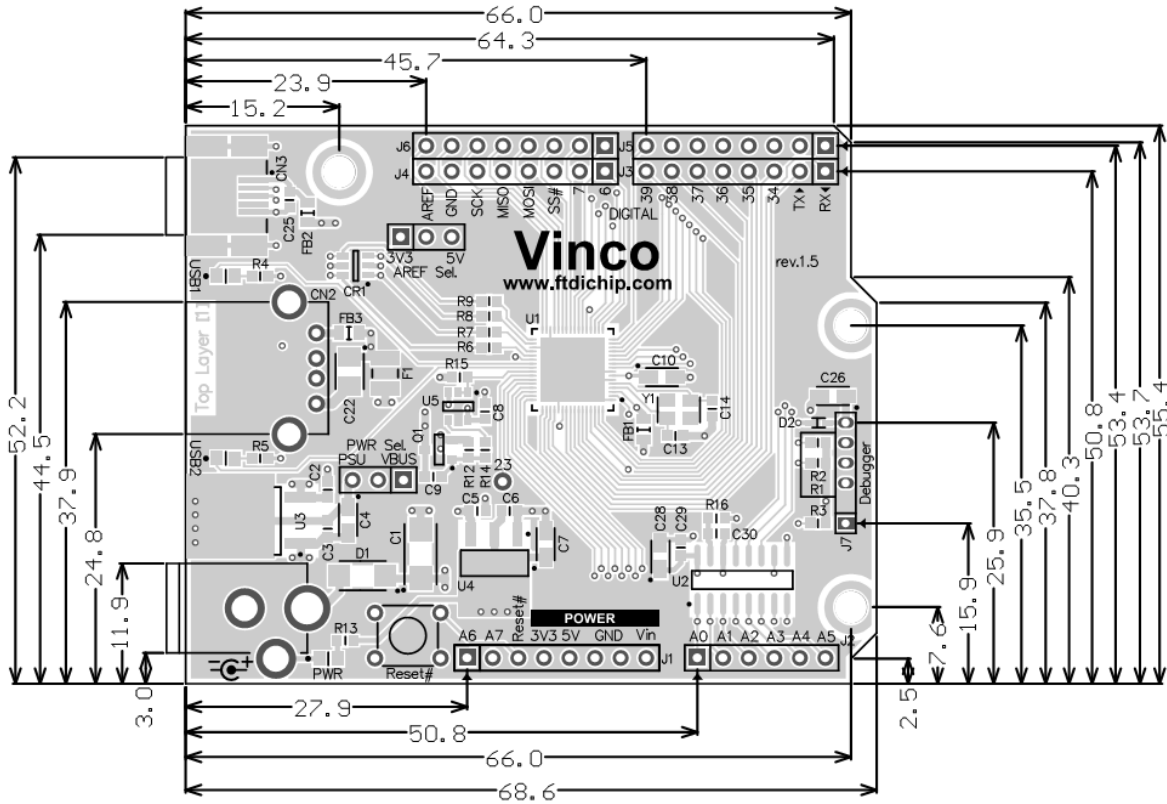 66.0
64.3
45.7
23.9
15.2
J6
J5
J4
J3
CN3
AREF
GND
SCK
MISO
MOSI
SS#
7
6
39
38
37
36
35
34
TX
RX
DIGITAL
C25
FB2
3V3
5V
AREF Sel.
Vinco
www.ftdichip.com
rev.1.5
USB1
R4
CR1
CN2
R9
R8
R7
R6
U1
FB3
Top Layer [1]
F1
C22
R15
C10
U5
C8
Y1
C14
C26
Q1
FB1
C13
D2
USB2
R5
PWR Sel.
PSU
VBUS
R12
R14
23
R2
R1
Debugger
C2
C9
C5
C6
U3
C4
R16
R3
C3
C1
C7
C28
C29
C30
J7
D1
U4
U2
Reset#
POWER
R13
A6
A7
3V3
5V
GND
Vin
J1
A0
A1
A2
A3
A4
A5
J2
+
PWR
Reset#
52.2
44.5
37.9
24.8
11.9
3.0
2.5
7.6
15.9
25.9
35.5
37.8
40.3
50.8
53.4
53.7
55.4
27.9
50.8
66.0
68.6